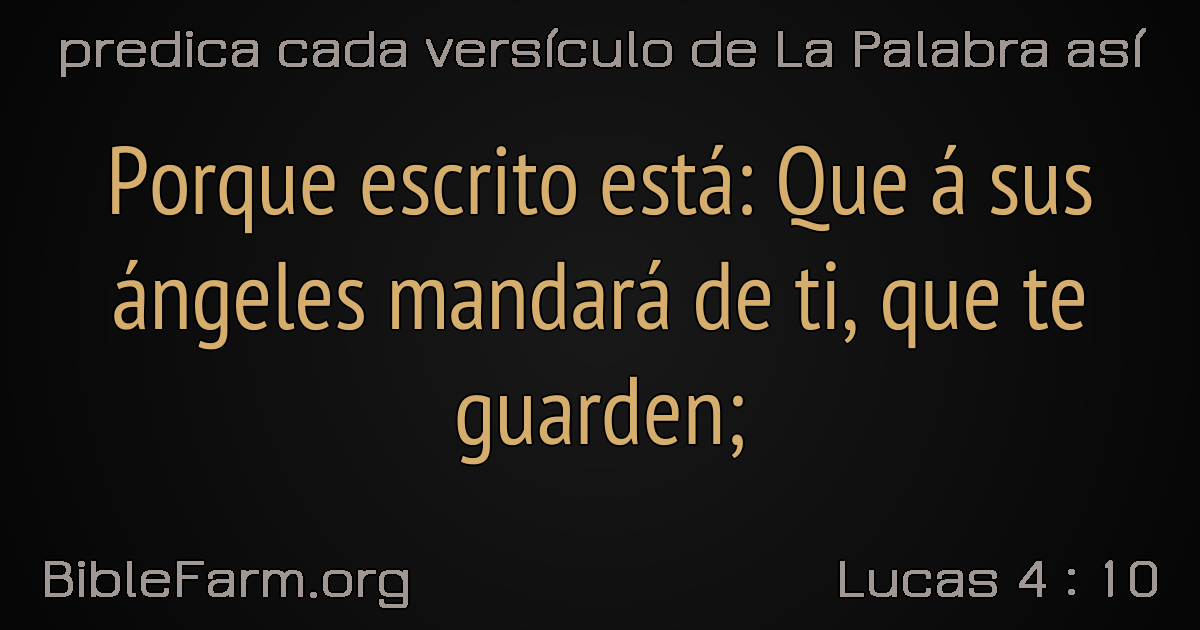 predica cada versículo de La Palabra así
Porque escrito está: Que á sus
ángeles mandará de ti, que te
guarden;
BibleFarm.org
Lucas 4 : 10